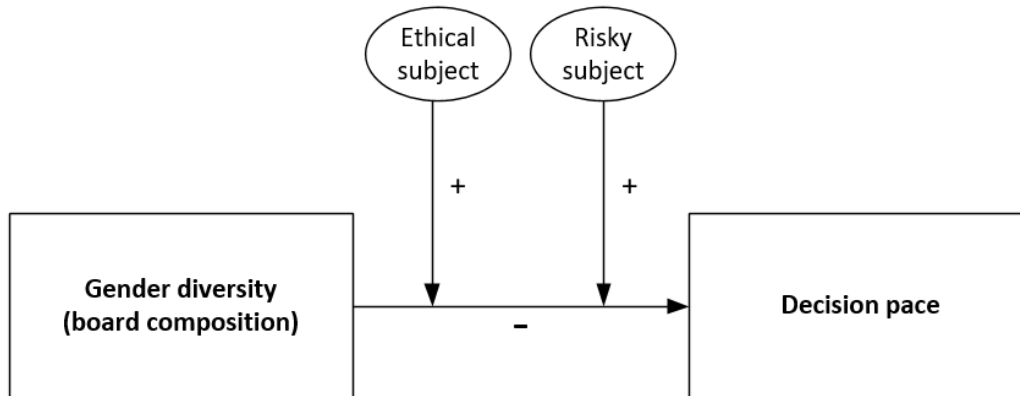 Ethical
subject
Risky
subject
+
+
Gender diversity
(board composition)
–
Decision pace